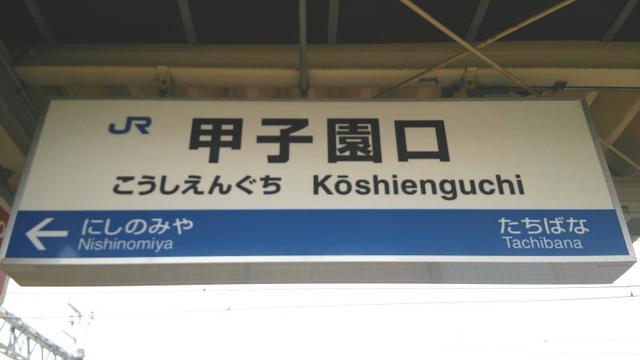 JR 甲子園口
こうしえんぐち Kōshienguchi
← にしのみや たちばな
Nishinomiya Tachibana